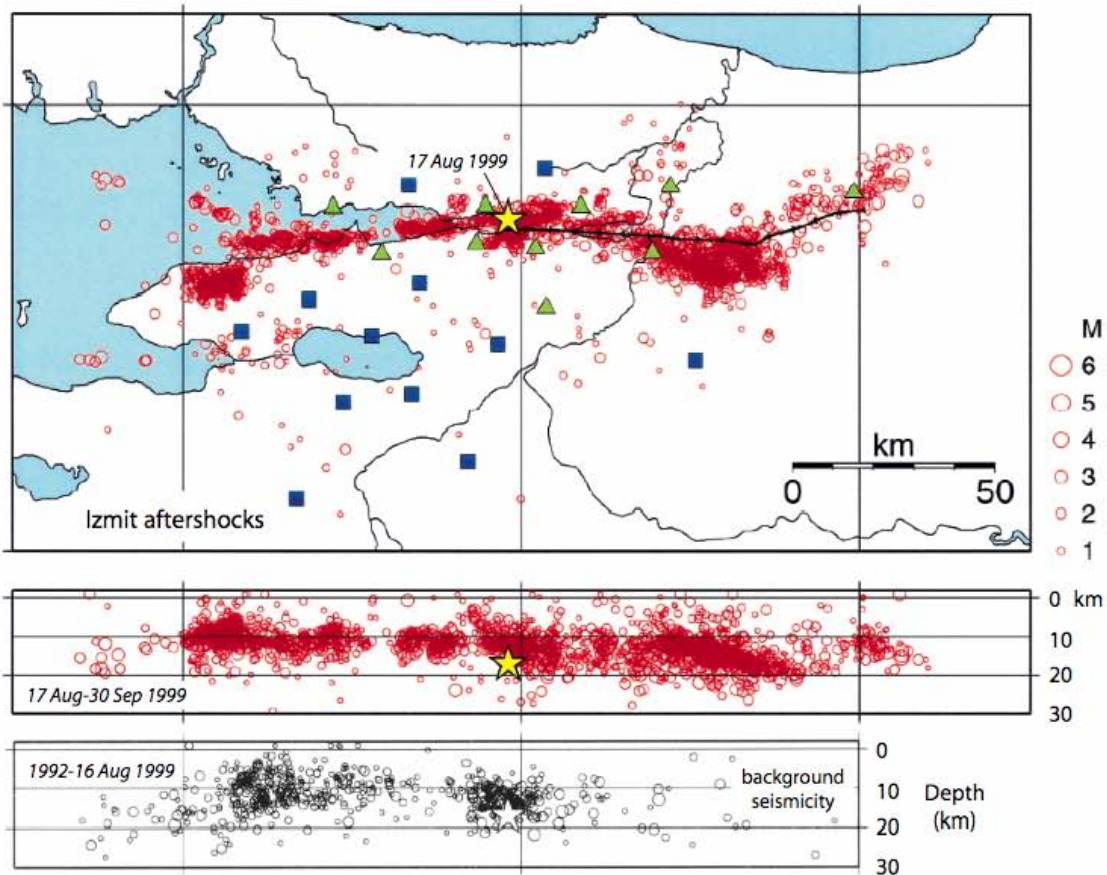 17 Aug 1999
M
6
5
4
3
2
1
km
0 50
Izmit aftershocks
0 km
10
20
30
17 Aug-30 Sep 1999
1992-16 Aug 1999
background
seismicity
0
10
20
30
Depth
(km)